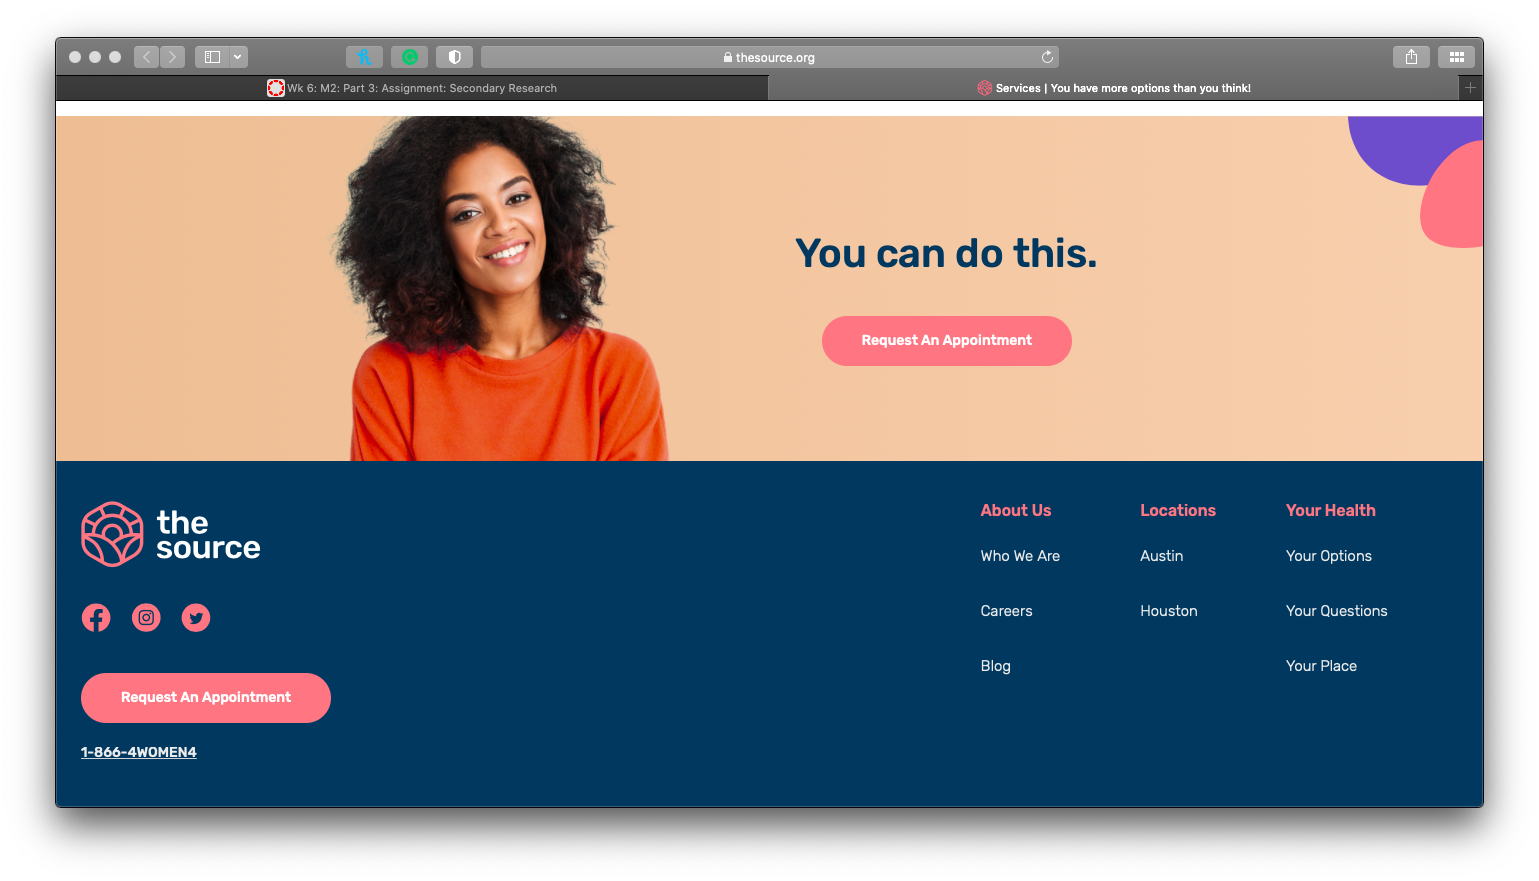 thesource.org
Wk 6: M2: Part 3: Assignment: Secondary Research
Services | You have more options than you think!
You can do this.
Request An Appointment
the
source
Request An Appointment
1-866-4WOMEN4
About Us
Who We Are
Careers
Blog
Locations
Austin
Houston
Your Health
Your Options
Your Questions
Your Place